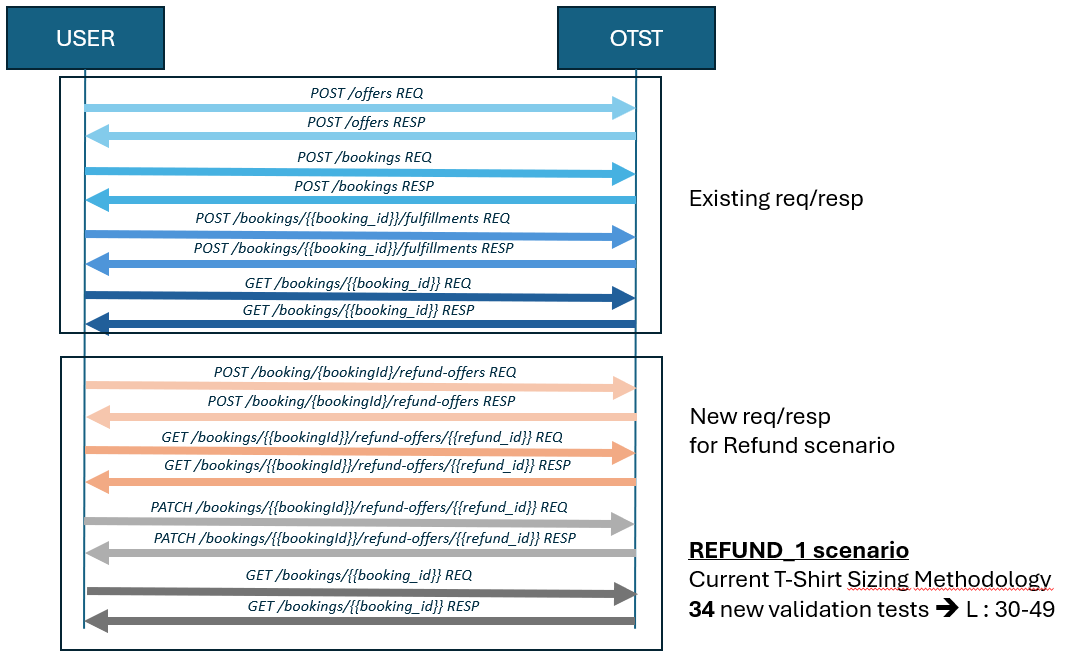 USER
OTST
POST /offers REQ
POST /offers RESP
POST /bookings REQ
POST /bookings RESP
POST /bookings/{{booking_id}}/fulfillments REQ
POST /bookings/{{booking_id}}/fulfillments RESP
GET /bookings/{{booking_id}} REQ
GET /bookings/{{booking_id}} RESP
Existing req/resp
POST /booking/{bookingId}/refund-offers REQ
POST /booking/{bookingId}/refund-offers RESP
GET /bookings/{{bookingId}}/refund-offers/{{refund_id}} REQ
GET /bookings/{{bookingId}}/refund-offers/{{refund_id}} RESP
PATCH /bookings/{{bookingId}}/refund-offers/{{refund_id}} REQ
PATCH /bookings/{{bookingId}}/refund-offers/{{refund_id}} RESP
GET /bookings/{{booking_id}} REQ
GET /bookings/{{booking_id}} RESP
New req/resp
for Refund scenario
REFUND_1 scenario
Current T-Shirt Sizing Methodology
34 new validation tests ➔ L : 30-49